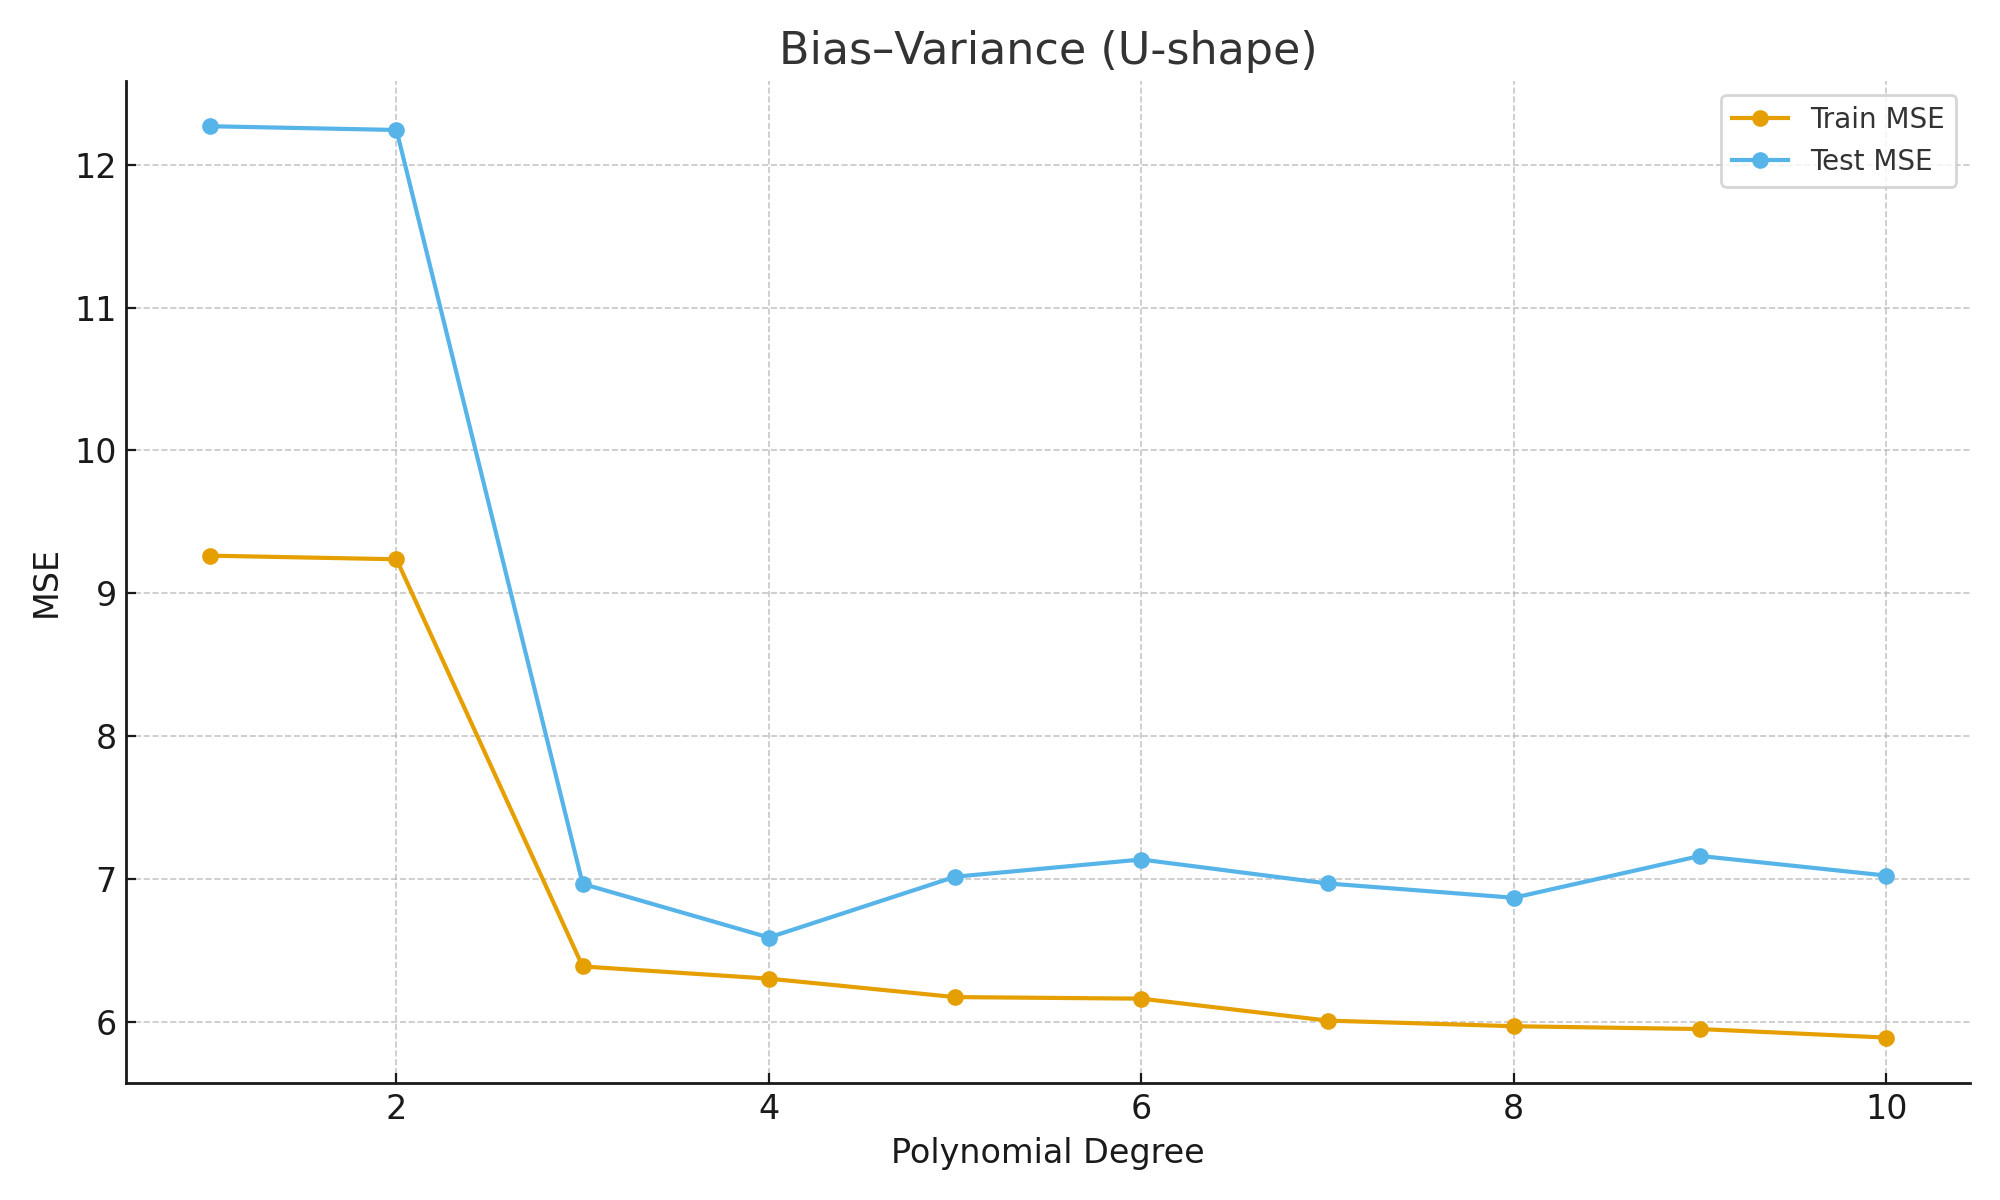 Bias–Variance (U-shape)
Train MSE
Test MSE
12
11
10
9
8
7
6
MSE
2
4
6
8
10
Polynomial Degree